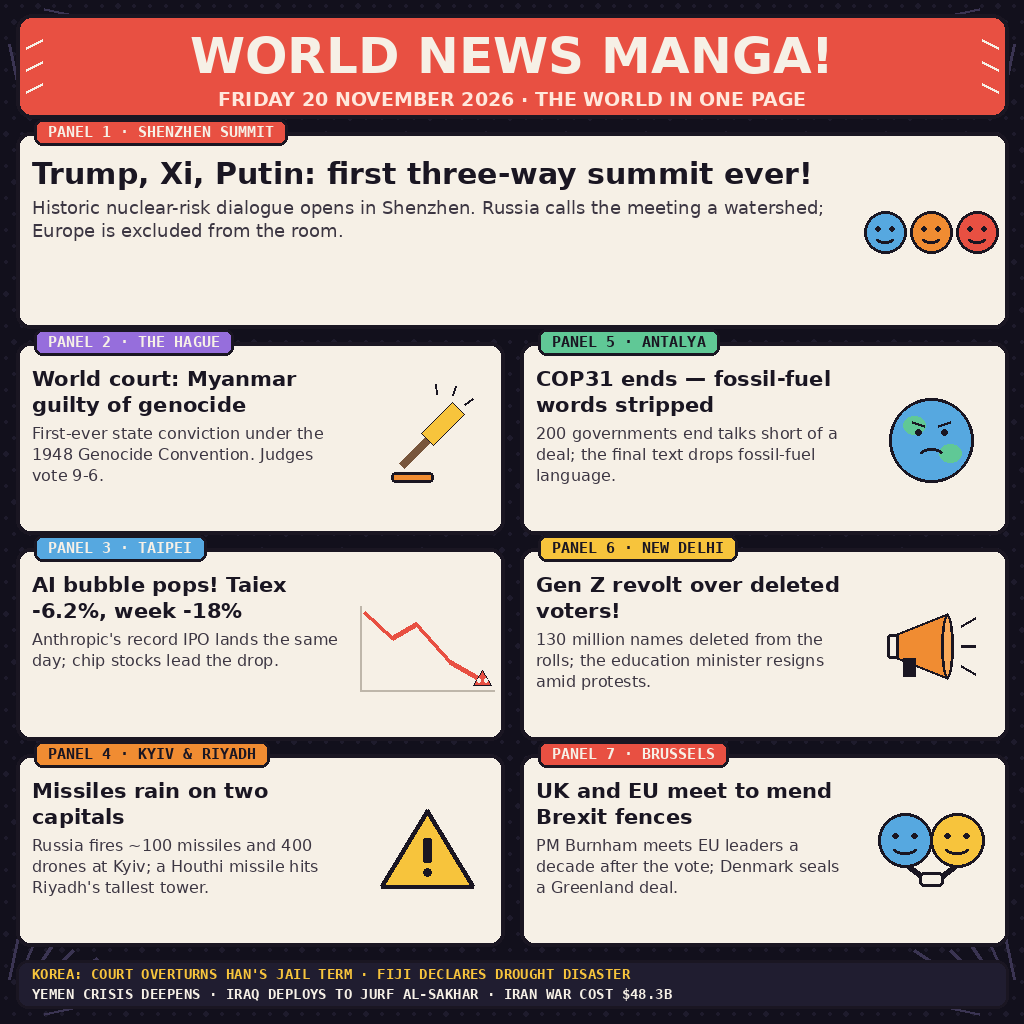 WORLD NEWS MANGA!
FRIDAY 20 NOVEMBER 2026 · THE WORLD IN ONE PAGE
PANEL 1 · SHENZHEN SUMMIT
Trump, Xi, Putin: first three-way summit ever!
Historic nuclear-risk dialogue opens in Shenzhen. Russia calls the meeting a watershed;
Europe is excluded from the room.
PANEL 2 · THE HAGUE
World court: Myanmar
guilty of genocide
First-ever state conviction under the
1948 Genocide Convention. Judges
vote 9-6.
PANEL 3 · TAIPEI
AI bubble pops! Taiex
-6.2%, week -18%
Anthropic's record IPO lands the same
day; chip stocks lead the drop.
PANEL 4 · KYIV & RIYADH
Missiles rain on two
capitals
Russia fires ~100 missiles and 400
drones at Kyiv; a Houthi missile hits
Riyadh's tallest tower.
PANEL 5 · ANTALYA
COP31 ends — fossil-fuel
words stripped
200 governments end talks short of a
deal; the final text drops fossil-fuel
language.
PANEL 6 · NEW DELHI
Gen Z revolt over deleted
voters!
130 million names deleted from the
rolls; the education minister resigns
amid protests.
PANEL 7 · BRUSSELS
UK and EU meet to mend
Brexit fences
PM Burnham meets EU leaders a
decade after the vote; Denmark seals
a Greenland deal.
KOREA: COURT OVERTURNS HAN'S JAIL TERM · FIJI DECLARES DROUGHT DISASTER
YEMEN CRISIS DEEPENS · IRAQ DEPLOYS TO JURF AL-SAKHAR · IRAN WAR COST $48.3B